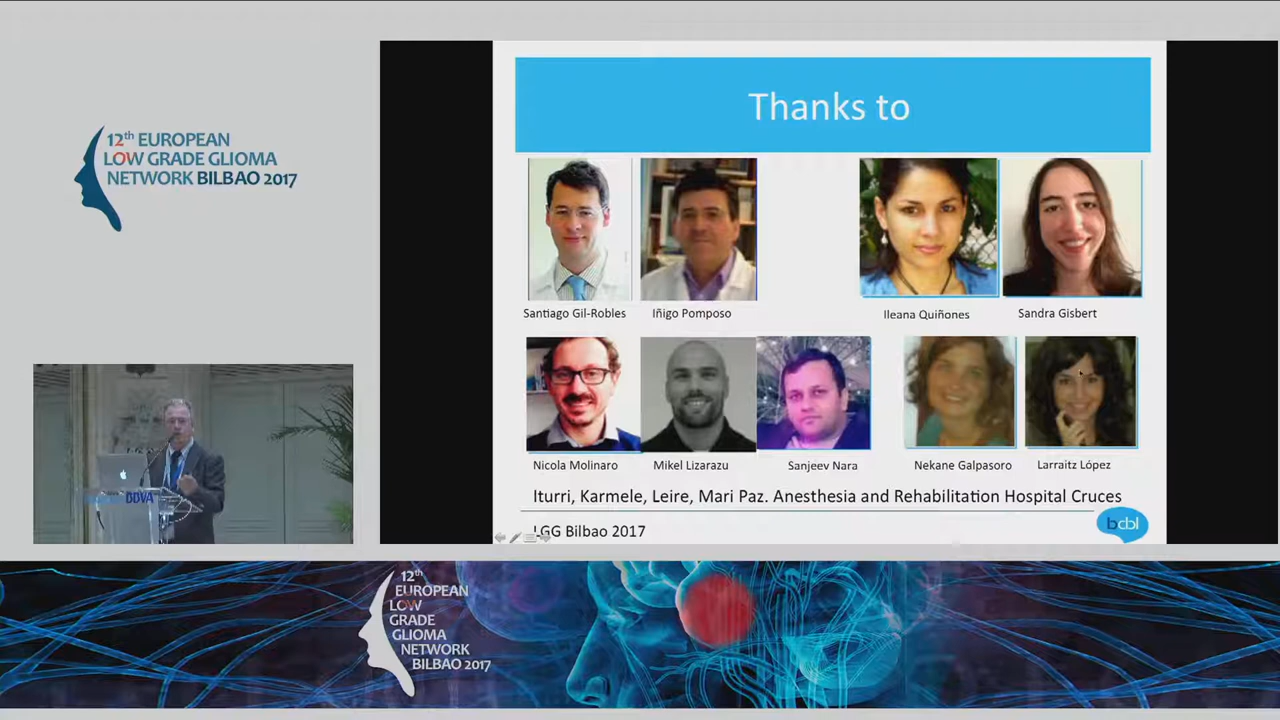 12th EUROPEAN
LOW GRADE GLIOMA
NETWORK BILBAO 2017
Thanks to
Santiago Gil-Robles
Iñigo Pomposo
Ileana Quiñones
Sandra Gisbert
Nicola Molinaro
Mikel Lizarazu
Sanjeev Nara
Nekane Galpasoro
Larraitz López
Iturri, Karmele, Leire, Mari Paz. Anesthesia and Rehabilitation Hospital Cruces
LGG Bilbao 2017
bcbl
BBVA
12th
EUROPEAN
LOW
GRADE
GLIOMA
NETWORK
BILBAO 2017